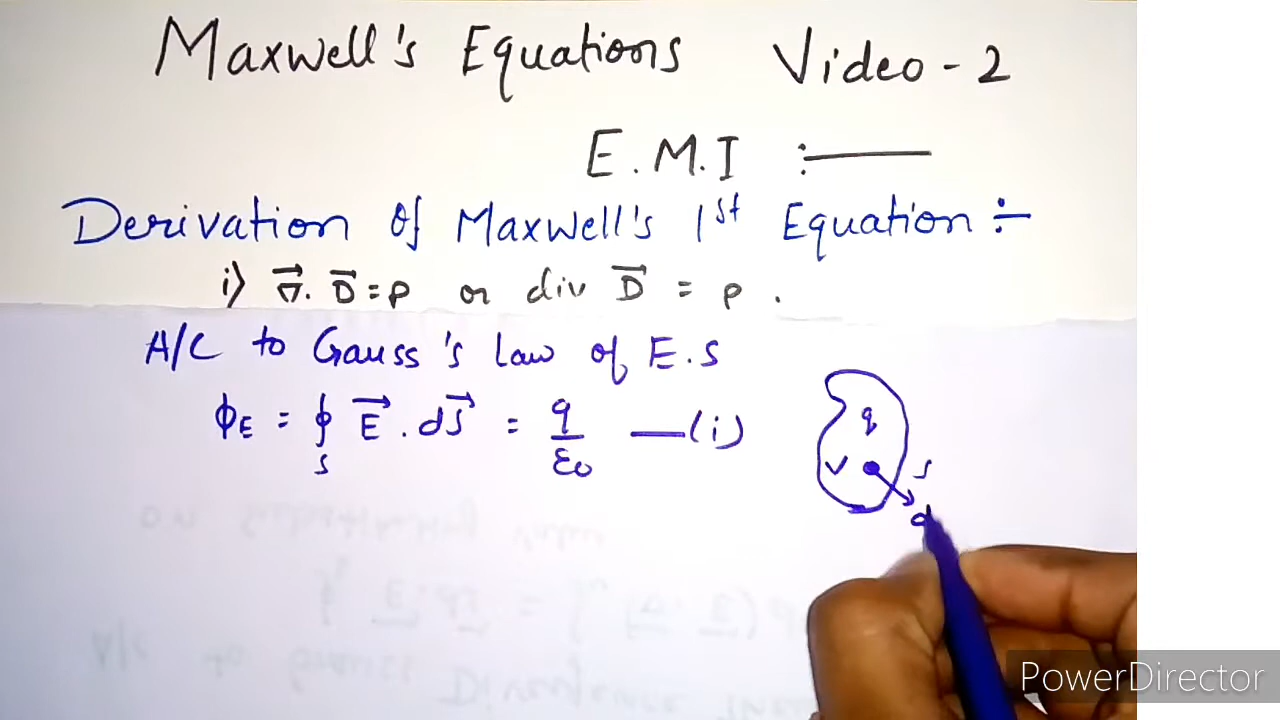 Maxwell's Equations Video - 2
E.M.I :—
Derivation of Maxwell's 1st Equation ÷
i) ∇⃗. D⃗ = ρ or div D⃗ = ρ .
A/C to Gauss's Law of E.S
ϕE = ∮S E⃗ . dS⃗ = q/ε0 —(i)
q
V
S
d
PowerDirector